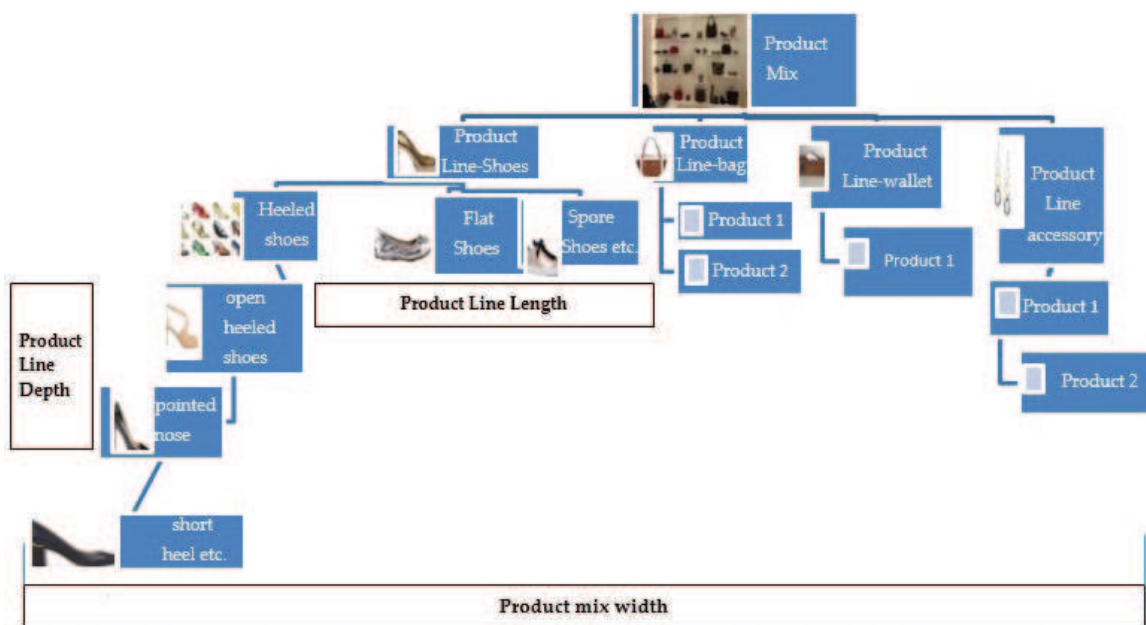 Product
Mix
Product
Line-Shoes
Product
Line-bag
Product
Line-wallet
Product
Line
accessory
Heeled
shoes
Flat
Shoes
Spore
Shoes etc.
Product 1
Product 2
Product 1
Product 1
Product 2
open
heeled
shoes
Product Line Length
Product
Line
Depth
pointed
nose
short
heel etc.
Product mix width